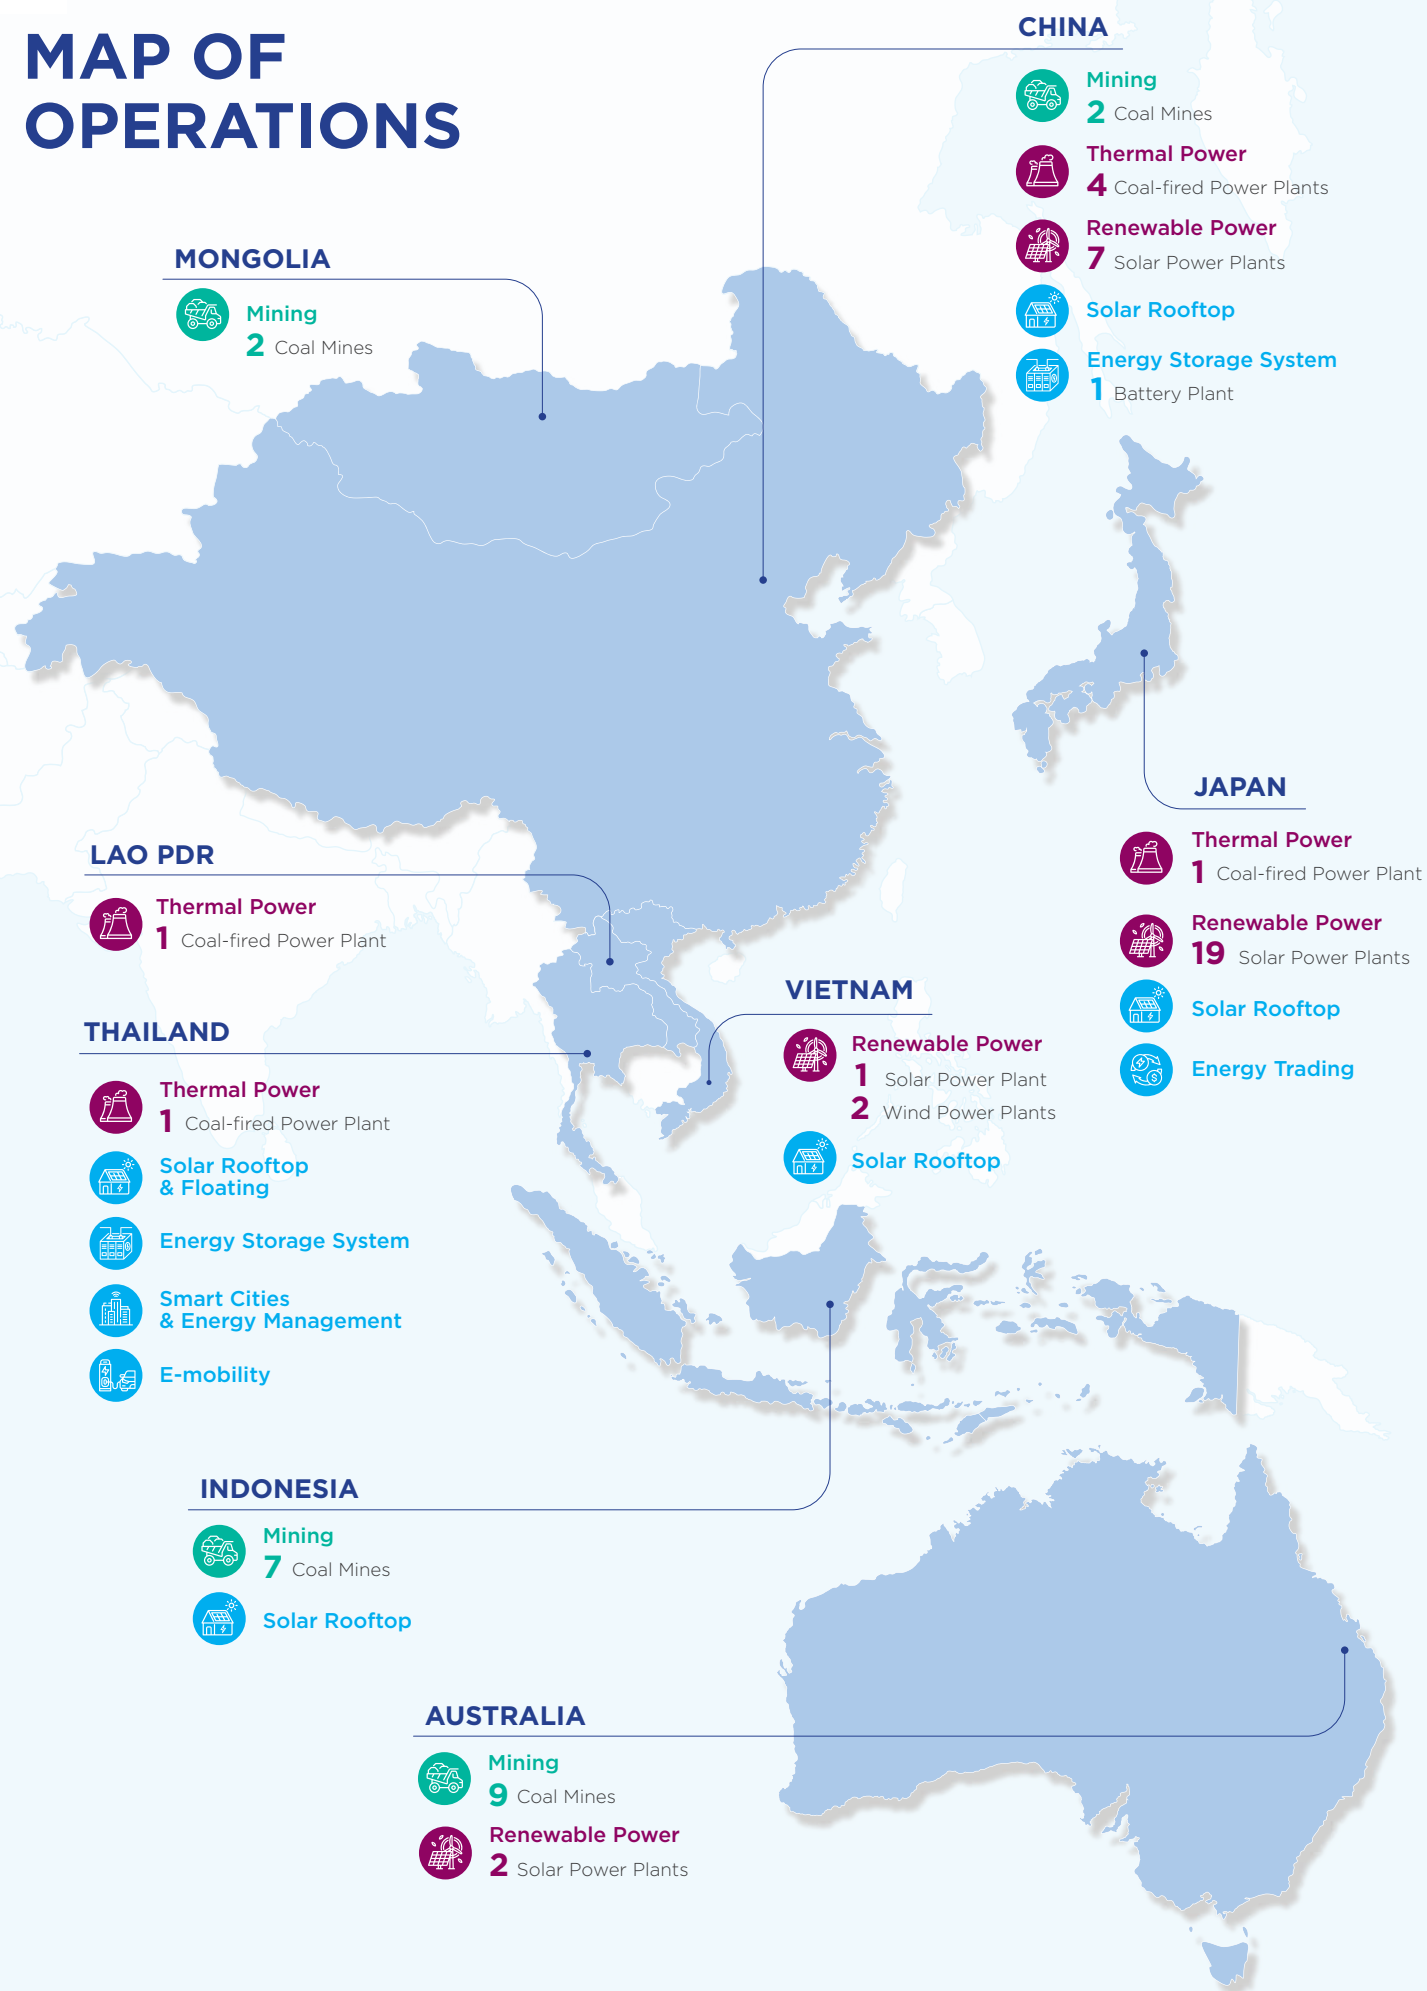 MAP OF
OPERATIONS
CHINA
Mining
2 Coal Mines
Thermal Power
4 Coal-fired Power Plants
Renewable Power
7 Solar Power Plants
Solar Rooftop
Energy Storage System
1 Battery Plant
MONGOLIA
Mining
2 Coal Mines
JAPAN
Thermal Power
1 Coal-fired Power Plant
Renewable Power
19 Solar Power Plants
Solar Rooftop
Energy Trading
LAO PDR
Thermal Power
1 Coal-fired Power Plant
VIETNAM
Renewable Power
1 Solar Power Plant
2 Wind Power Plants
Solar Rooftop
THAILAND
Thermal Power
1 Coal-fired Power Plant
Solar Rooftop
& Floating
Energy Storage System
Smart Cities
& Energy Management
E-mobility
INDONESIA
Mining
7 Coal Mines
Solar Rooftop
AUSTRALIA
Mining
9 Coal Mines
Renewable Power
2 Solar Power Plants